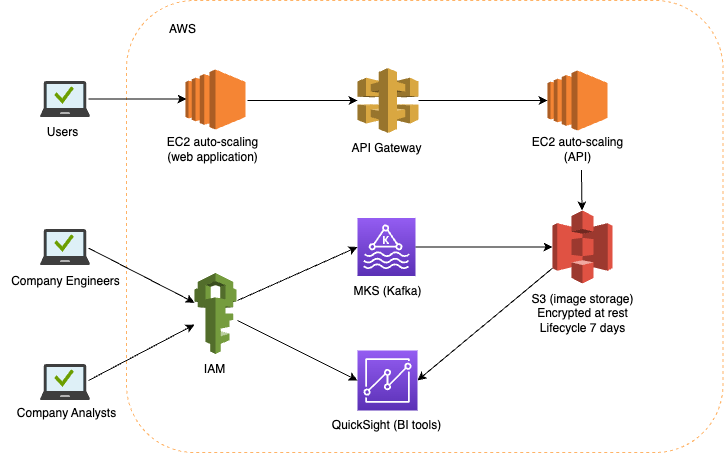 AWS
Users
EC2 auto-scaling
(web application)
API Gateway
EC2 auto-scaling
(API)
Company Engineers
K
MKS (Kafka)
S3 (image storage)
Encrypted at rest
Lifecycle 7 days
IAM
Company Analysts
QuickSight (BI tools)